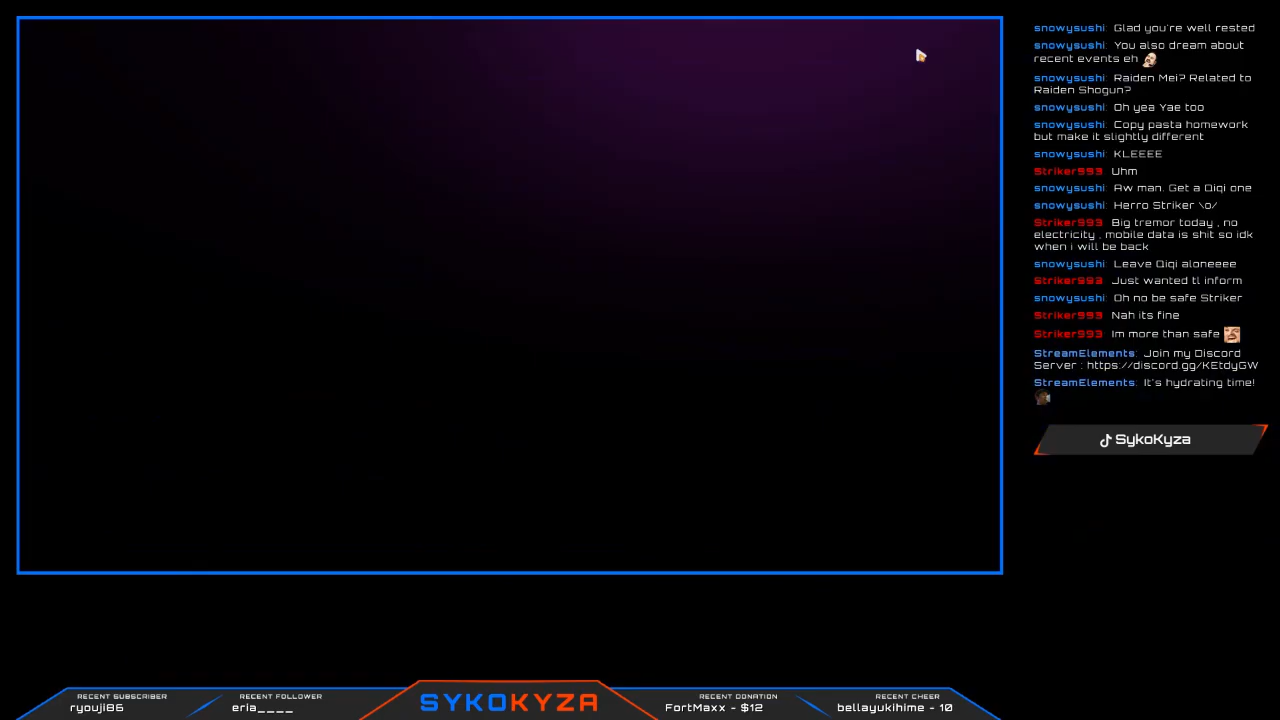 snowysushi: Glad you're well rested
snowysushi: You also dream about
recent events eh
snowysushi: Raiden Mei? Related to
Raiden Shogun?
snowysushi: Oh yea Yae too
snowysushi: Copy pasta homework
but make it slightly different
snowysushi: KLEEEE
Striker993 Uhm
snowysushi: Aw man. Get a Qiqi one
snowysushi: Herro Striker \o/
Striker993 Big tremor today , no
electricity , mobile data is shit so idk
when i will be back
snowysushi: Leave Qiqi aloneeee
Striker993 Just wanted tl inform
snowysushi: Oh no be safe Striker
Striker993 Nah its fine
Striker993 Im more than safe
StreamElements: Join my Discord
Server : https://discord.gg/KEtdyGW
StreamElements: It's hydrating time!
SykoKyza
RECENT SUBSCRIBER
ryouji86
RECENT FOLLOWER
eria____
SYKOKYZA
RECENT DONATION
FortMaxx - $12
RECENT CHEER
bellayukihime - 10